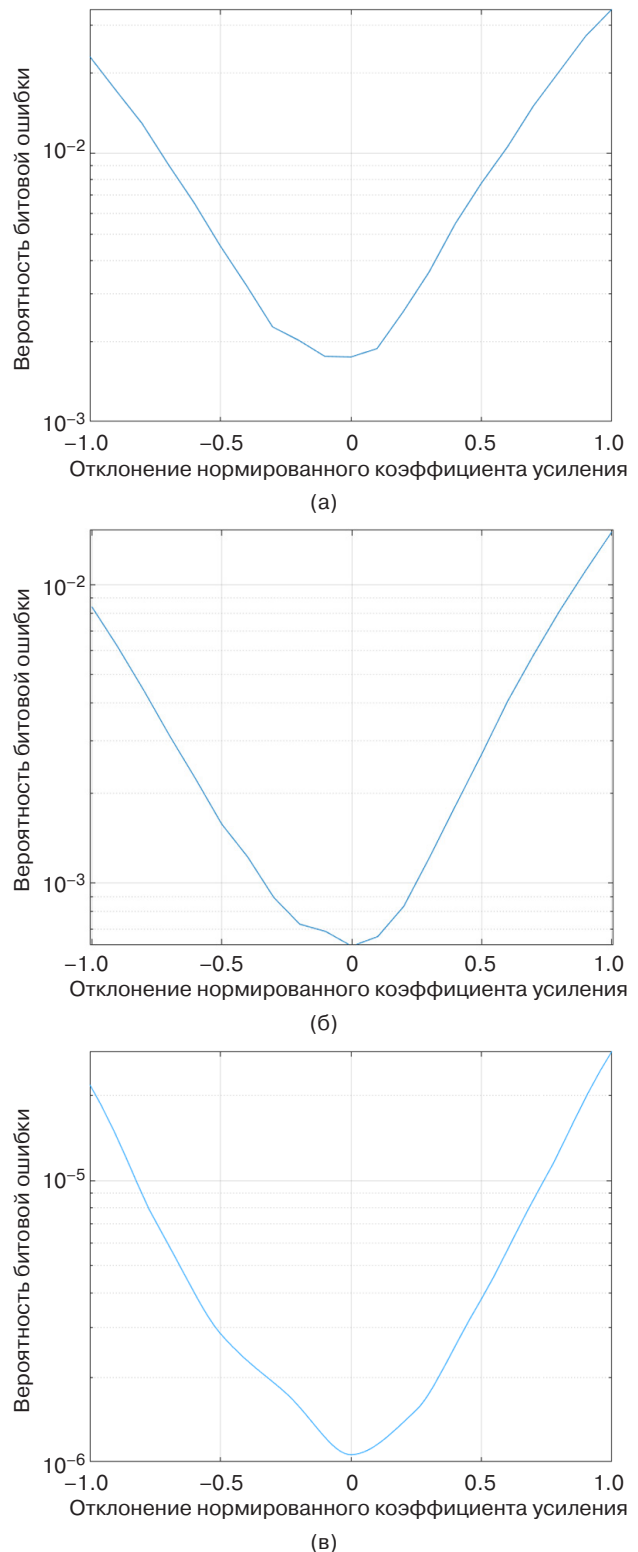 Вероятность битовой ошибки
10−2
10−3
−1.0 −0.5 0 0.5 1.0
Отклонение нормированного коэффициента усиления
(а)
Вероятность битовой ошибки
10−2
10−3
−1.0 −0.5 0 0.5 1.0
Отклонение нормированного коэффициента усиления
(б)
Вероятность битовой ошибки
10−5
10−6
−1.0 −0.5 0 0.5 1.0
Отклонение нормированного коэффициента усиления
(в)